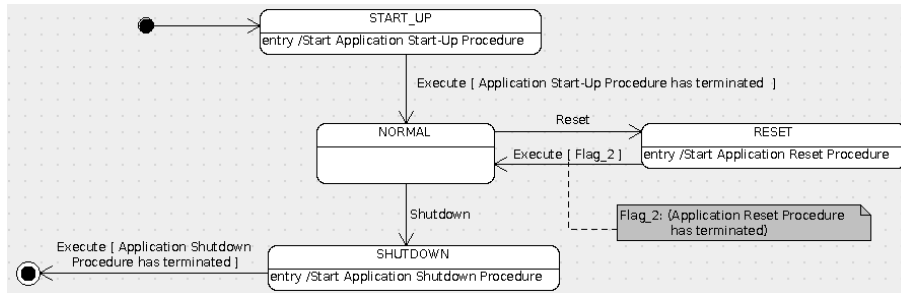 START_UP
entry /Start Application Start-Up Procedure
Execute [ Application Start-Up Procedure has terminated ]
NORMAL
Reset
RESET
entry /Start Application Reset Procedure
Execute [ Flag_2 ]
Flag_2: (Application Reset Procedure
has terminated)
Shutdown
Execute [ Application Shutdown
Procedure has terminated ]
SHUTDOWN
entry /Start Application Shutdown Procedure